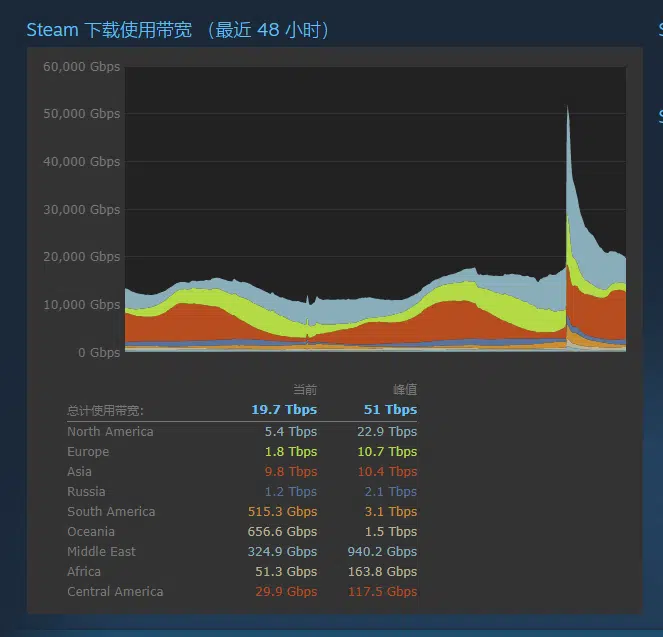 Steam 下载使用带宽 （最近 48 小时）
60,000 Gbps
50,000 Gbps
40,000 Gbps
30,000 Gbps
20,000 Gbps
10,000 Gbps
0 Gbps
当前 峰值
总计使用带宽: 19.7 Tbps 51 Tbps
North America 5.4 Tbps 22.9 Tbps
Europe 1.8 Tbps 10.7 Tbps
Asia 9.8 Tbps 10.4 Tbps
Russia 1.2 Tbps 2.1 Tbps
South America 515.3 Gbps 3.1 Tbps
Oceania 656.6 Gbps 1.5 Tbps
Middle East 324.9 Gbps 940.2 Gbps
Africa 51.3 Gbps 163.8 Gbps
Central America 29.9 Gbps 117.5 Gbps